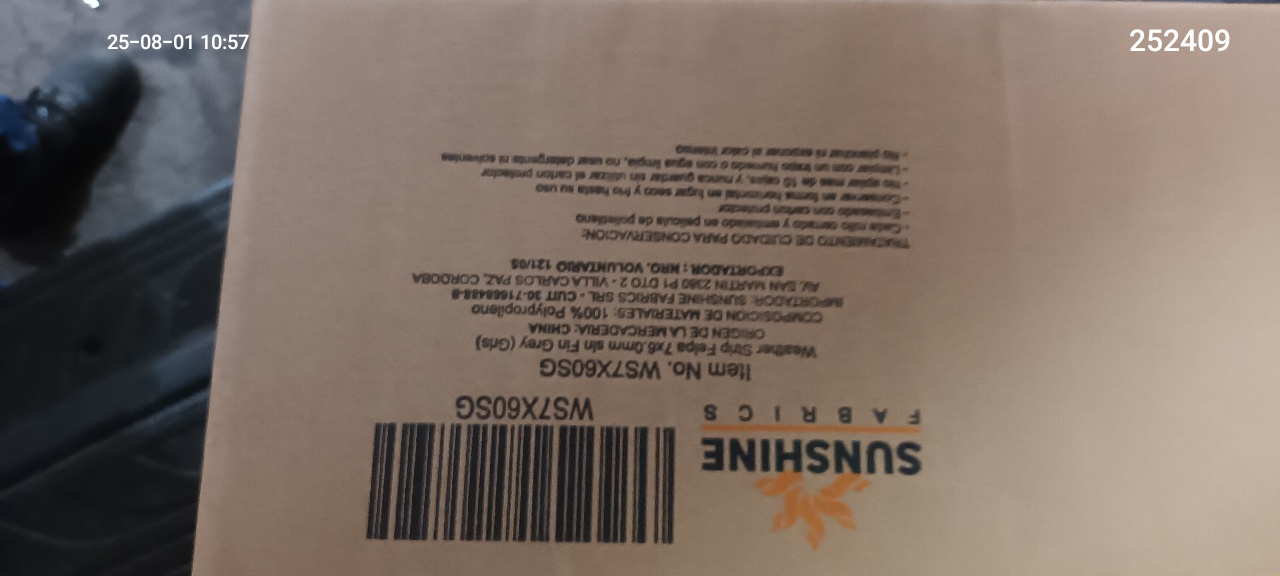 25-08-01 10:57
252409
SUNSHINE
FABRICS
WS7X60SG
Item No. WS7X60SG
Weather Strip Felpa 7x6.0mm sin Fin Grey (Gris)
ORIGEN DE LA MERCADERIA: CHINA
COMPOSICION DE MATERIALES: 100% Polypropileno
IMPORTADOR: SUNSHINE FABRICS SRL - CUIT 30-71668488-8
AV. SAN MARTIN 2380 P1 DTO 2 - VILLA CARLOS PAZ, CORDOBA
EXPORTADOR: NRO. VOLUNTARIO 121/05
TRATAMIENTO DE CUIDADO PARA CONSERVACION:
- Cada rollo cerrado y embalado en pelicula de polietileno
- Embalado con carton protector
- Conservar en forma horizontal en lugar seco y frio hasta su uso
- No apilar mas de 10 cajas, y nunca guardar sin utilizar el carton protector
- Limpiar con un trapo humedo o con agua limpia, no usar detergente ni solventes
- No planchar ni exponer al calor intenso